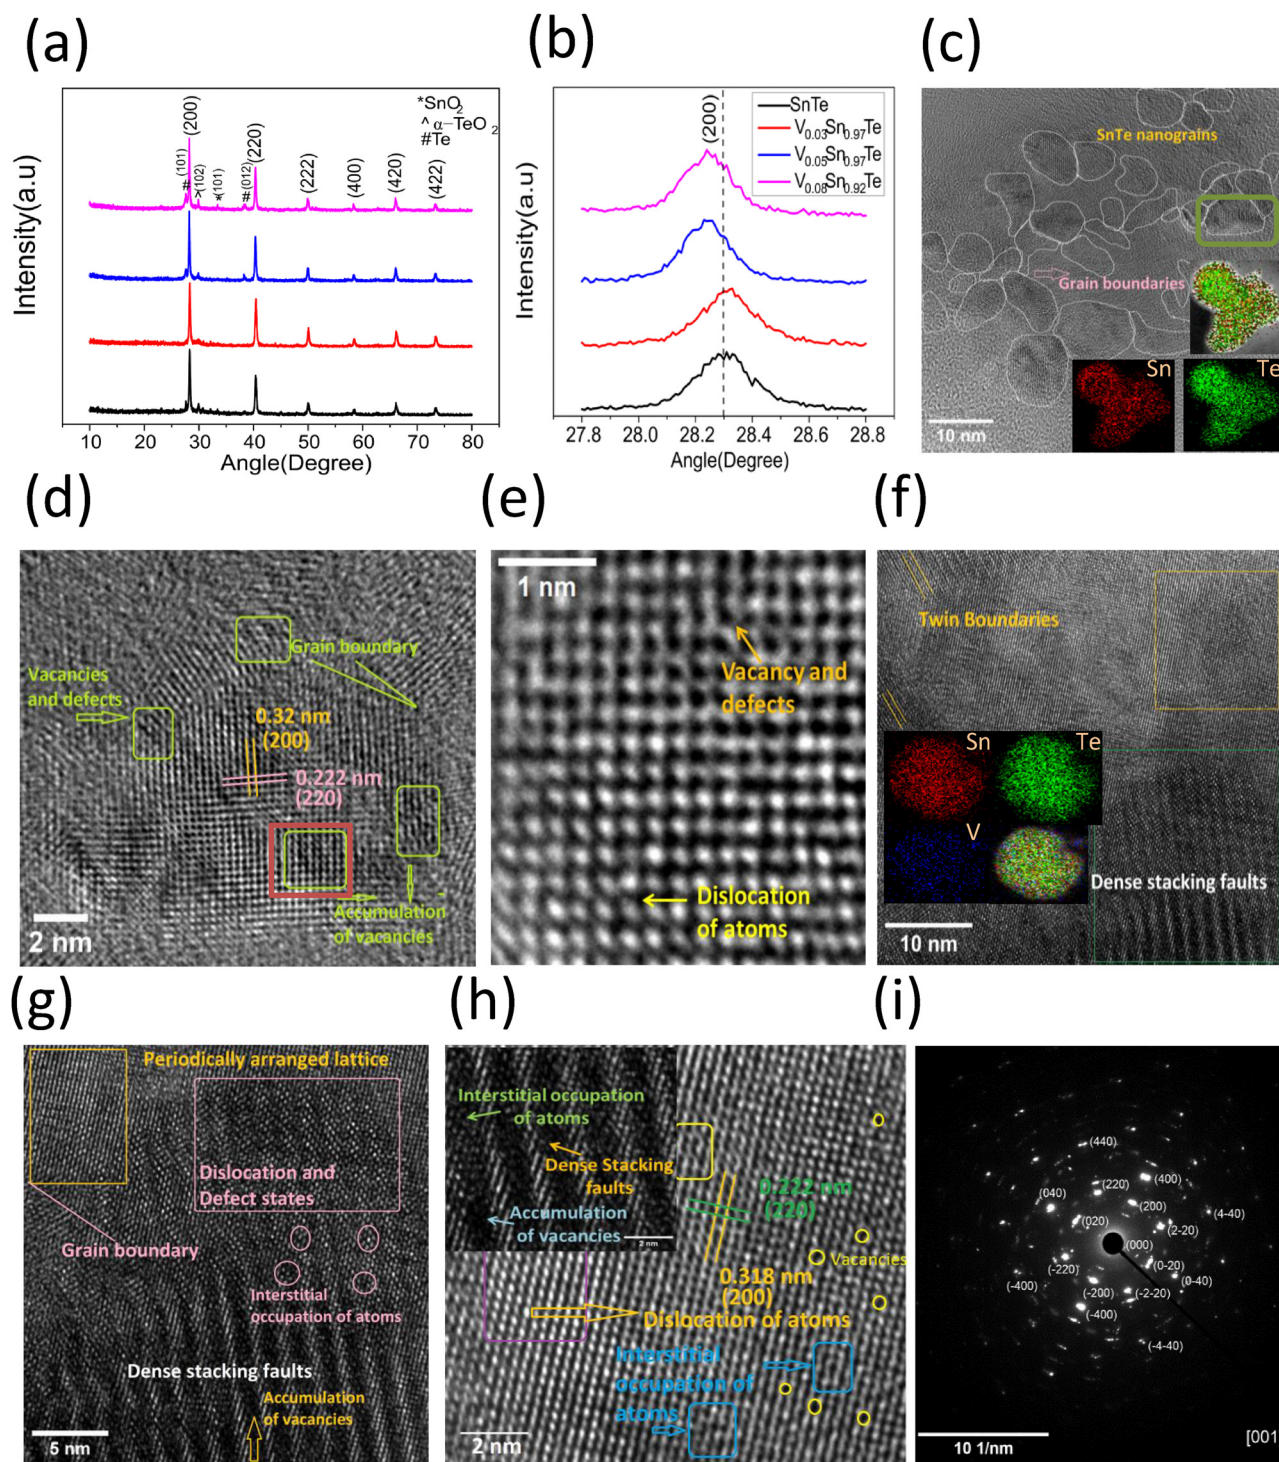 (a)
*SnO2
^ α−TeO2
#Te
(200)
(101)
#
(102)
^
(101)
*
(012)
#
(220)
(222)
(400)
(420)
(422)
Intensity(a.u)
10 20 30 40 50 60 70 80
Angle(Degree)
(b)
(200)
SnTe
V0.03Sn0.97Te
V0.05Sn0.97Te
V0.08Sn0.92Te
Intensity(a.u)
27.8 28.0 28.2 28.4 28.6 28.8
Angle(Degree)
(c)
SnTe nanograins
Grain boundaries
Sn
Te
10 nm
(d)
Grain boundary
Vacancies
and defects
0.32 nm
(200)
0.222 nm
(220)
Accumulation
of vacancies
2 nm
(e)
1 nm
Vacancy and
defects
Dislocation
of atoms
(f)
Twin Boundaries
Sn
Te
V
Dense stacking faults
10 nm
(g)
Periodically arranged lattice
Dislocation and
Defect states
Grain boundary
Interstitial
occupation of atoms
Dense stacking faults
Accumulation
of vacancies
5 nm
(h)
Interstitial occupation
of atoms
Dense Stacking
faults
Accumulation
of vacancies
2 nm
0.222 nm
(220)
Vacancies
0.318 nm
(200)
Dislocation of atoms
Interstitial
occupation of
atoms
2 nm
(i)
(440)
(220)
(400)
(040)
(200)
(4-40)
(020)
(2-20)
(000)
(-220)
(0-20)
(-400)
(0-40)
(-200)
(-2-20)
(-400)
(-4-40)
10 1/nm
[001